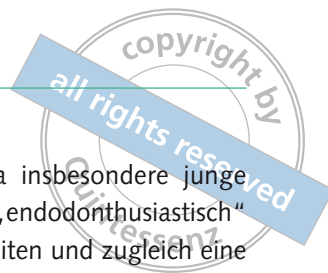 copyright by
all rights reserved
Quintessenz
insbesondere junge
„endodonthusiastisch“
iten und zugleich eine